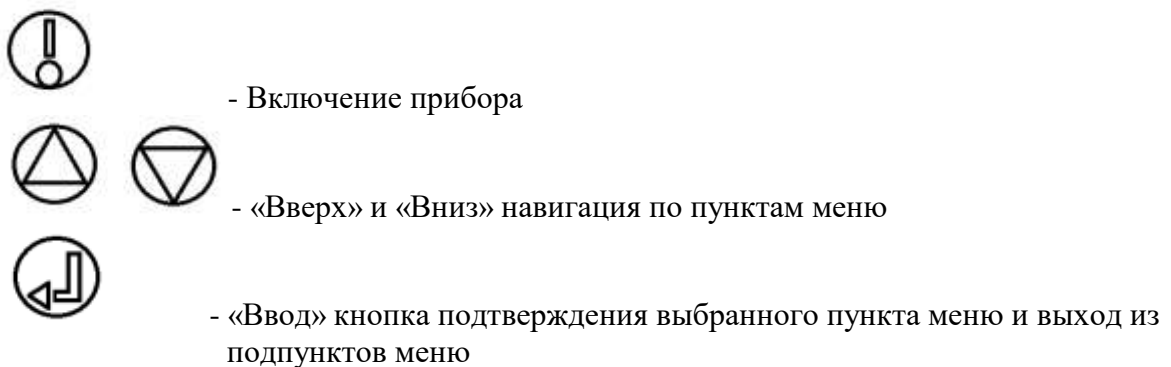 - Включение прибора
- «Вверх» и «Вниз» навигация по пунктам меню
- «Ввод» кнопка подтверждения выбранного пункта меню и выход из
подпунктов меню